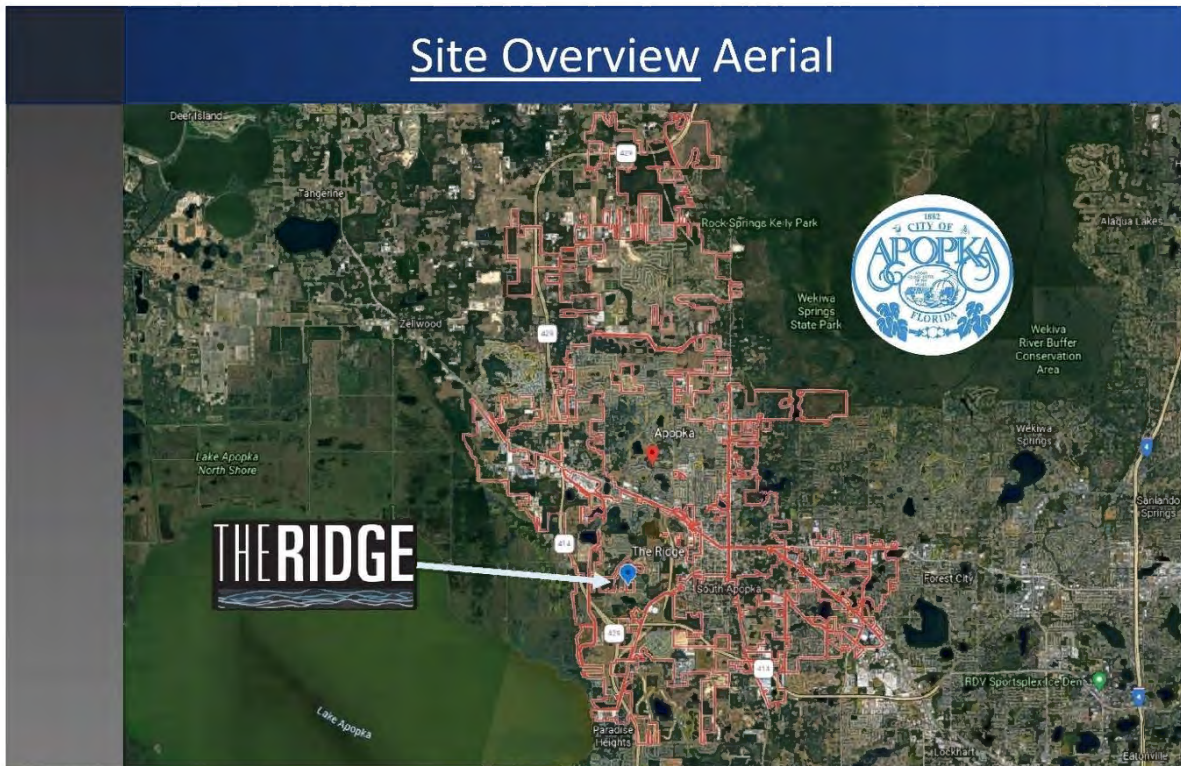 Site Overview Aerial
Deer Island
429
Tangerine
Rock Springs Kelly Park
Alaqua Lakes
1882
CITY OF
APOPKA
FLORIDA
Wekiwa
Springs
State Park
Wekiva
River Buffer
Conservation
Area
Zellwood
429
Apopka
Wekiwa
Springs
4
Lake Apopka
North Shore
Sanlando
Springs
THE RIDGE
414
The Ridge
South Apopka
Forest City
429
414
RDV Sportsplex Ice Den
4
Lake Apopka
Paradise
Heights
Lockhart
Eatonville